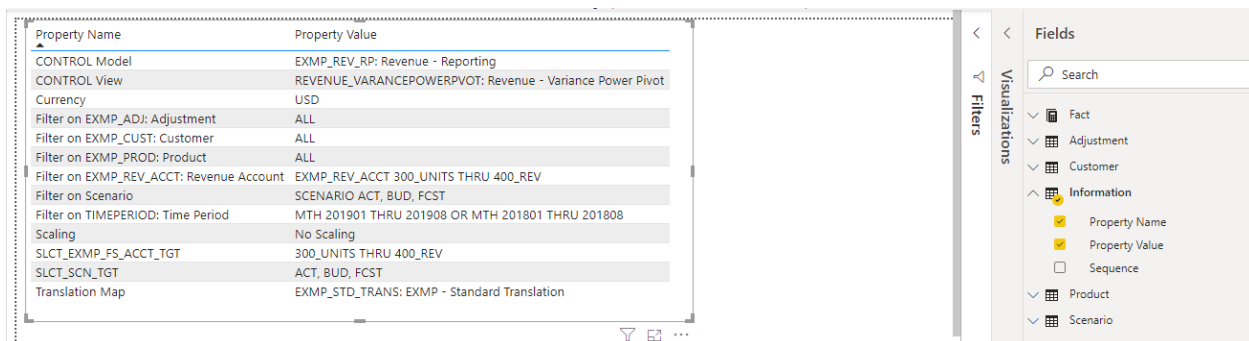 Property Name Property Value
CONTROL Model EXMP_REV_RP: Revenue - Reporting
CONTROL View REVENUE_VARANCEPOWERPVOT: Revenue - Variance Power Pivot
Currency USD
Filter on EXMP_ADJ: Adjustment ALL
Filter on EXMP_CUST: Customer ALL
Filter on EXMP_PROD: Product ALL
Filter on EXMP_REV_ACCT: Revenue Account EXMP_REV_ACCT 300_UNITS THRU 400_REV
Filter on Scenario SCENARIO ACT, BUD, FCST
Filter on TIMEPERIOD: Time Period MTH 201901 THRU 201908 OR MTH 201801 THRU 201808
Scaling No Scaling
SLCT_EXMP_FS_ACCT_TGT 300_UNITS THRU 400_REV
SLCT_SCN_TGT ACT, BUD, FCST
Translation Map EXMP_STD_TRANS: EXMP - Standard Translation
Filters
Visualizations
Fields
Search
Fact
Adjustment
Customer
Information
Property Name
Property Value
Sequence
Product
Scenario